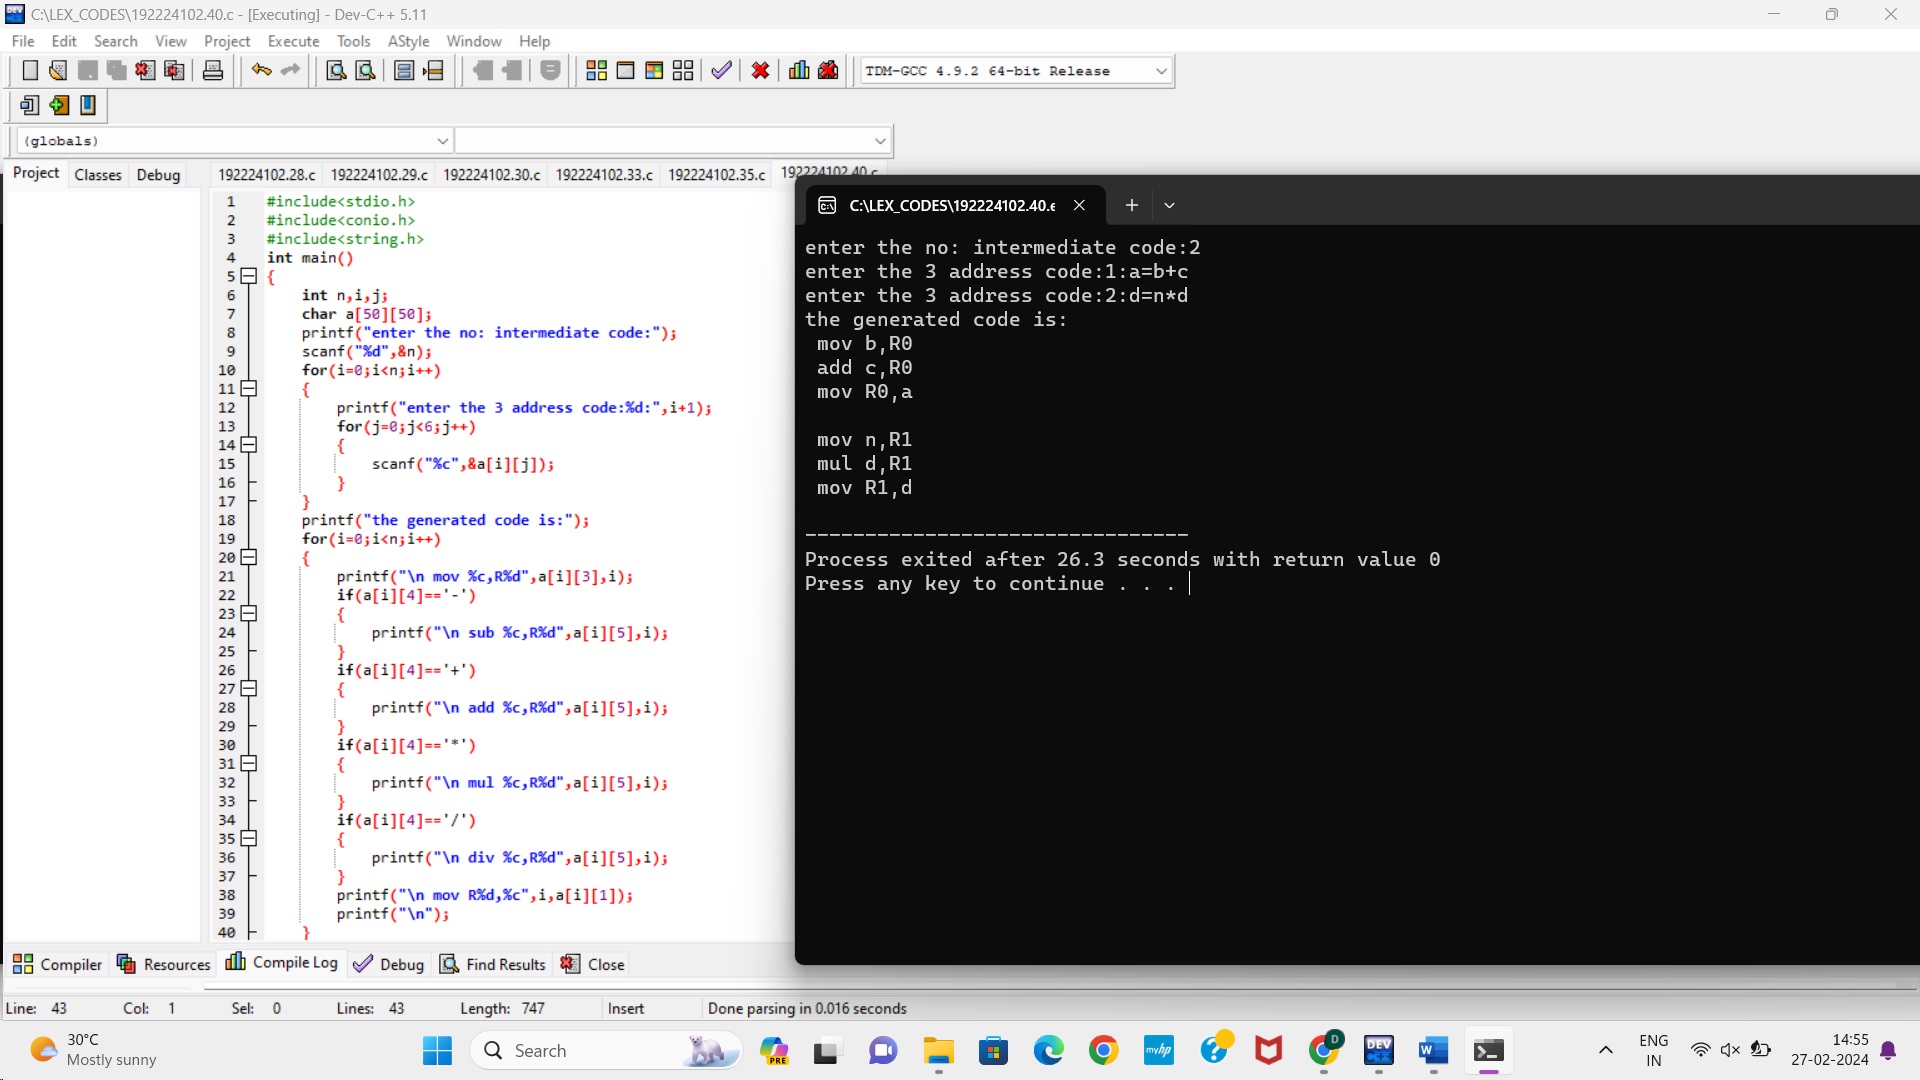 C:\LEX_CODES\192224102.40.c - [Executing] - Dev-C++ 5.11
File Edit Search View Project Execute Tools AStyle Window Help
TDM-GCC 4.9.2 64-bit Release
(globals)
Project Classes Debug
192224102.28.c 192224102.29.c 192224102.30.c 192224102.33.c 192224102.35.c 192224102.40.c
1 #include<stdio.h>
2 #include<conio.h>
3 #include<string.h>
4 int main()
5 {
6 int n,i,j;
7 char a[50][50];
8 printf("enter the no: intermediate code:");
9 scanf("%d",&n);
10 for(i=0;i<n;i++)
11 {
12 printf("enter the 3 address code:%d:",i+1);
13 for(j=0;j<6;j++)
14 {
15 scanf("%c",&a[i][j]);
16 }
17 }
18 printf("the generated code is:");
19 for(i=0;i<n;i++)
20 {
21 printf("\n mov %c,R%d",a[i][3],i);
22 if(a[i][4]=='-')
23 {
24 printf("\n sub %c,R%d",a[i][5],i);
25 }
26 if(a[i][4]=='+')
27 {
28 printf("\n add %c,R%d",a[i][5],i);
29 }
30 if(a[i][4]=='*')
31 {
32 printf("\n mul %c,R%d",a[i][5],i);
33 }
34 if(a[i][4]=='/')
35 {
36 printf("\n div %c,R%d",a[i][5],i);
37 }
38 printf("\n mov R%d,%c",i,a[i][1]);
39 printf("\n");
40 }
C:\LEX_CODES\192224102.40.e
enter the no: intermediate code:2
enter the 3 address code:1:a=b+c
enter the 3 address code:2:d=n*d
the generated code is:
mov b,R0
add c,R0
mov R0,a
mov n,R1
mul d,R1
mov R1,d
--------------------------------
Process exited after 26.3 seconds with return value 0
Press any key to continue . . .
Compiler Resources Compile Log Debug Find Results Close
Line: 43 Col: 1 Sel: 0 Lines: 43 Length: 747 Insert Done parsing in 0.016 seconds
30°C
Mostly sunny
Search
PRE
myhp
D
DEV
W
ENG
IN
14:55
27-02-2024